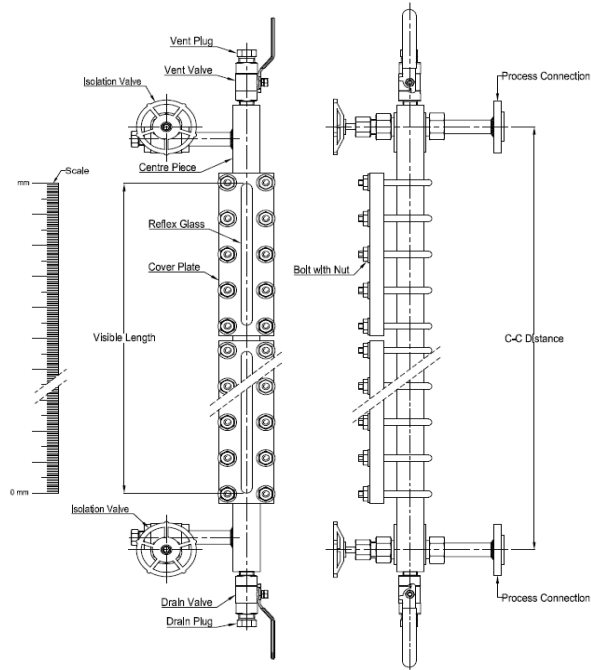 Vent Plug
Vent Valve
Isolation Valve
Process Connection
Centre Piece
Scale
mm
Reflex Glass
Cover Plate
Bolt with Nut
Visible Length
C-C Distance
0 mm
Isolation Valve
Drain Valve
Drain Plug
Process Connection